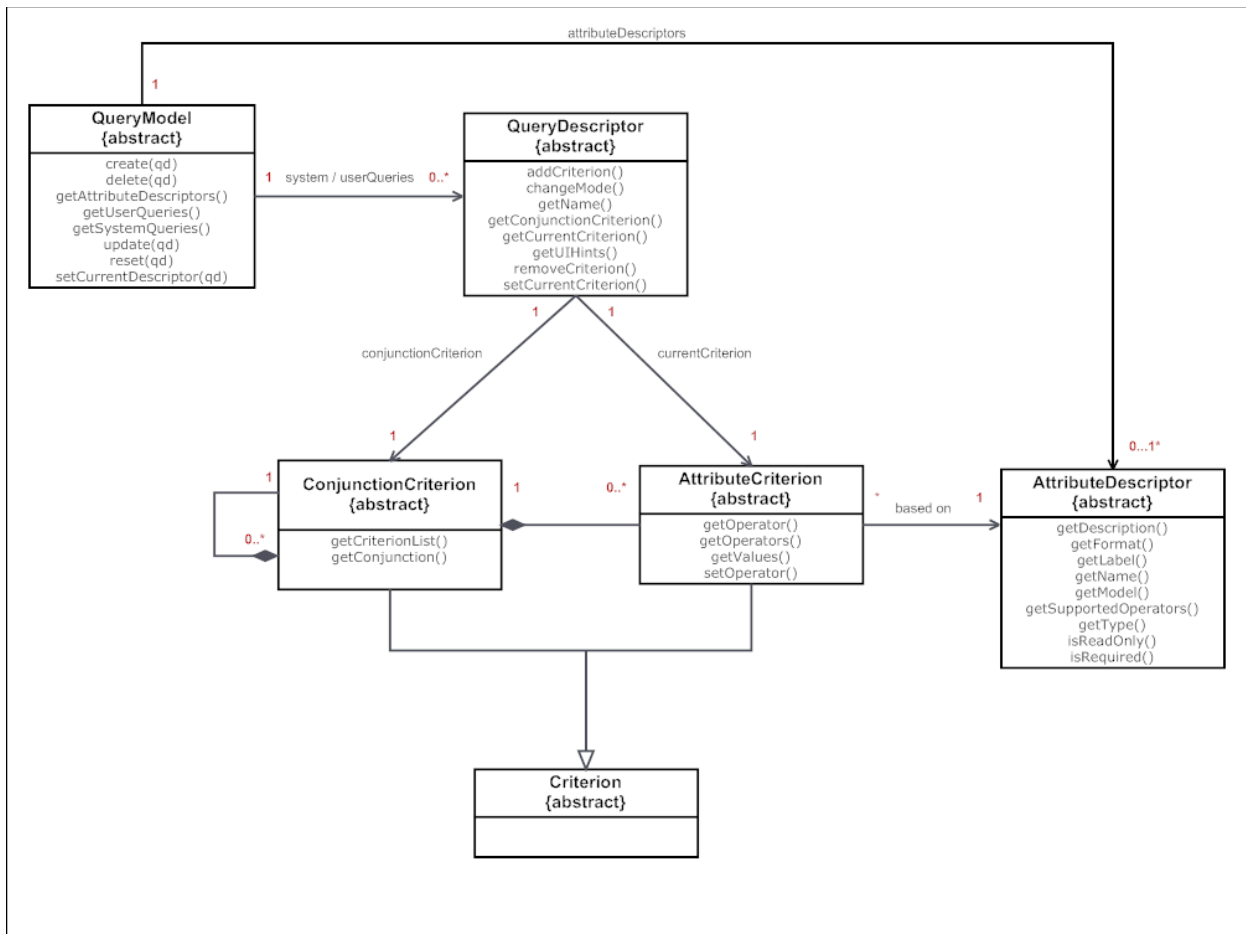 attributeDescriptors
1
QueryModel
{abstract}
create(qd)
delete(qd)
getAttributeDescriptors()
getUserQueries()
getSystemQueries()
update(qd)
reset(qd)
setCurrentDescriptor(qd)
1 system / userQueries 0..*
QueryDescriptor
{abstract}
addCriterion()
changeMode()
getName()
getConjunctionCriterion()
getCurrentCriterion()
getUIHints()
removeCriterion()
setCurrentCriterion()
1 1
conjunctionCriterion currentCriterion
1 1 0...1*
1
ConjunctionCriterion
{abstract}
getCriterionList()
getConjunction()
0..*
1 0..*
AttributeCriterion
{abstract}
getOperator()
getOperators()
getValues()
setOperator()
* based on 1
AttributeDescriptor
{abstract}
getDescription()
getFormat()
getLabel()
getName()
getModel()
getSupportedOperators()
getType()
isReadOnly()
isRequired()
Criterion
{abstract}